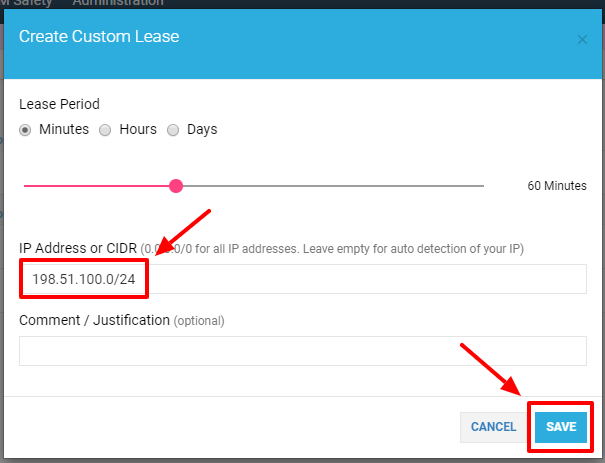 Safety Administration
Create Custom Lease
×
Lease Period
Minutes Hours Days
60 Minutes
IP Address or CIDR (0.0.0.0/0 for all IP addresses. Leave empty for auto detection of your IP)
198.51.100.0/24
Comment / Justification (optional)
CANCEL SAVE